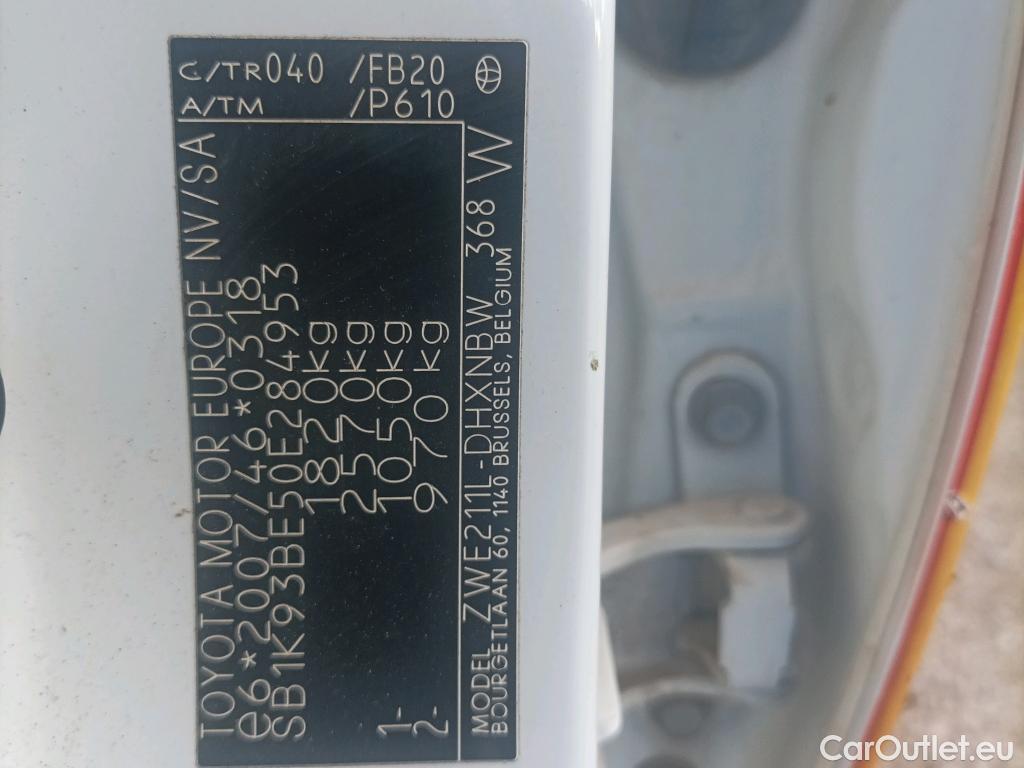 TOYOTA MOTOR EUROPE NV/SA
e6*2007/46*0318
SB1K93BE50E284953
1820kg
2570kg
1- 1050kg
2- 970kg
MODEL ZWE211L-DHXNBW 368 W
BOURGETLAAN 60, 1140 BRUSSELS, BELGIUM
C/TR040 /FB20
A/TM /P610
CarOutlet.eu